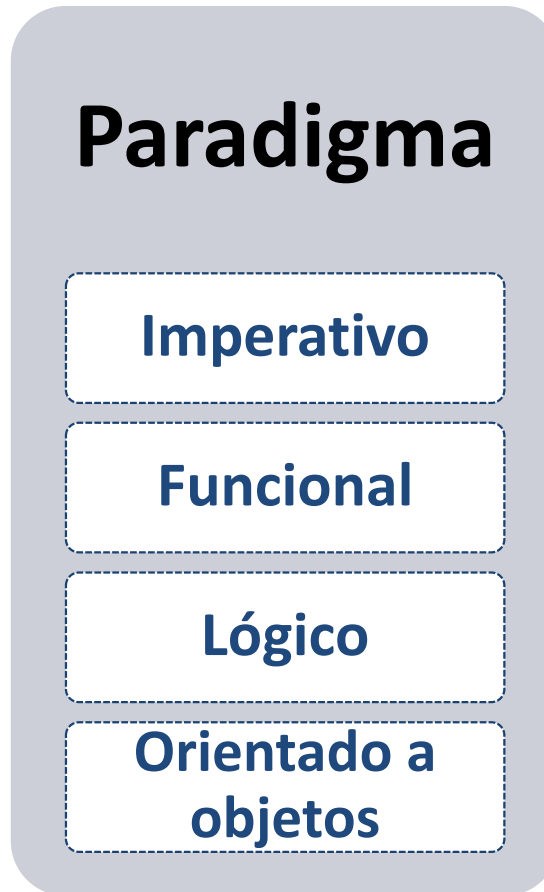 Paradigma
Imperativo
Funcional
Lógico
Orientado a
objetos